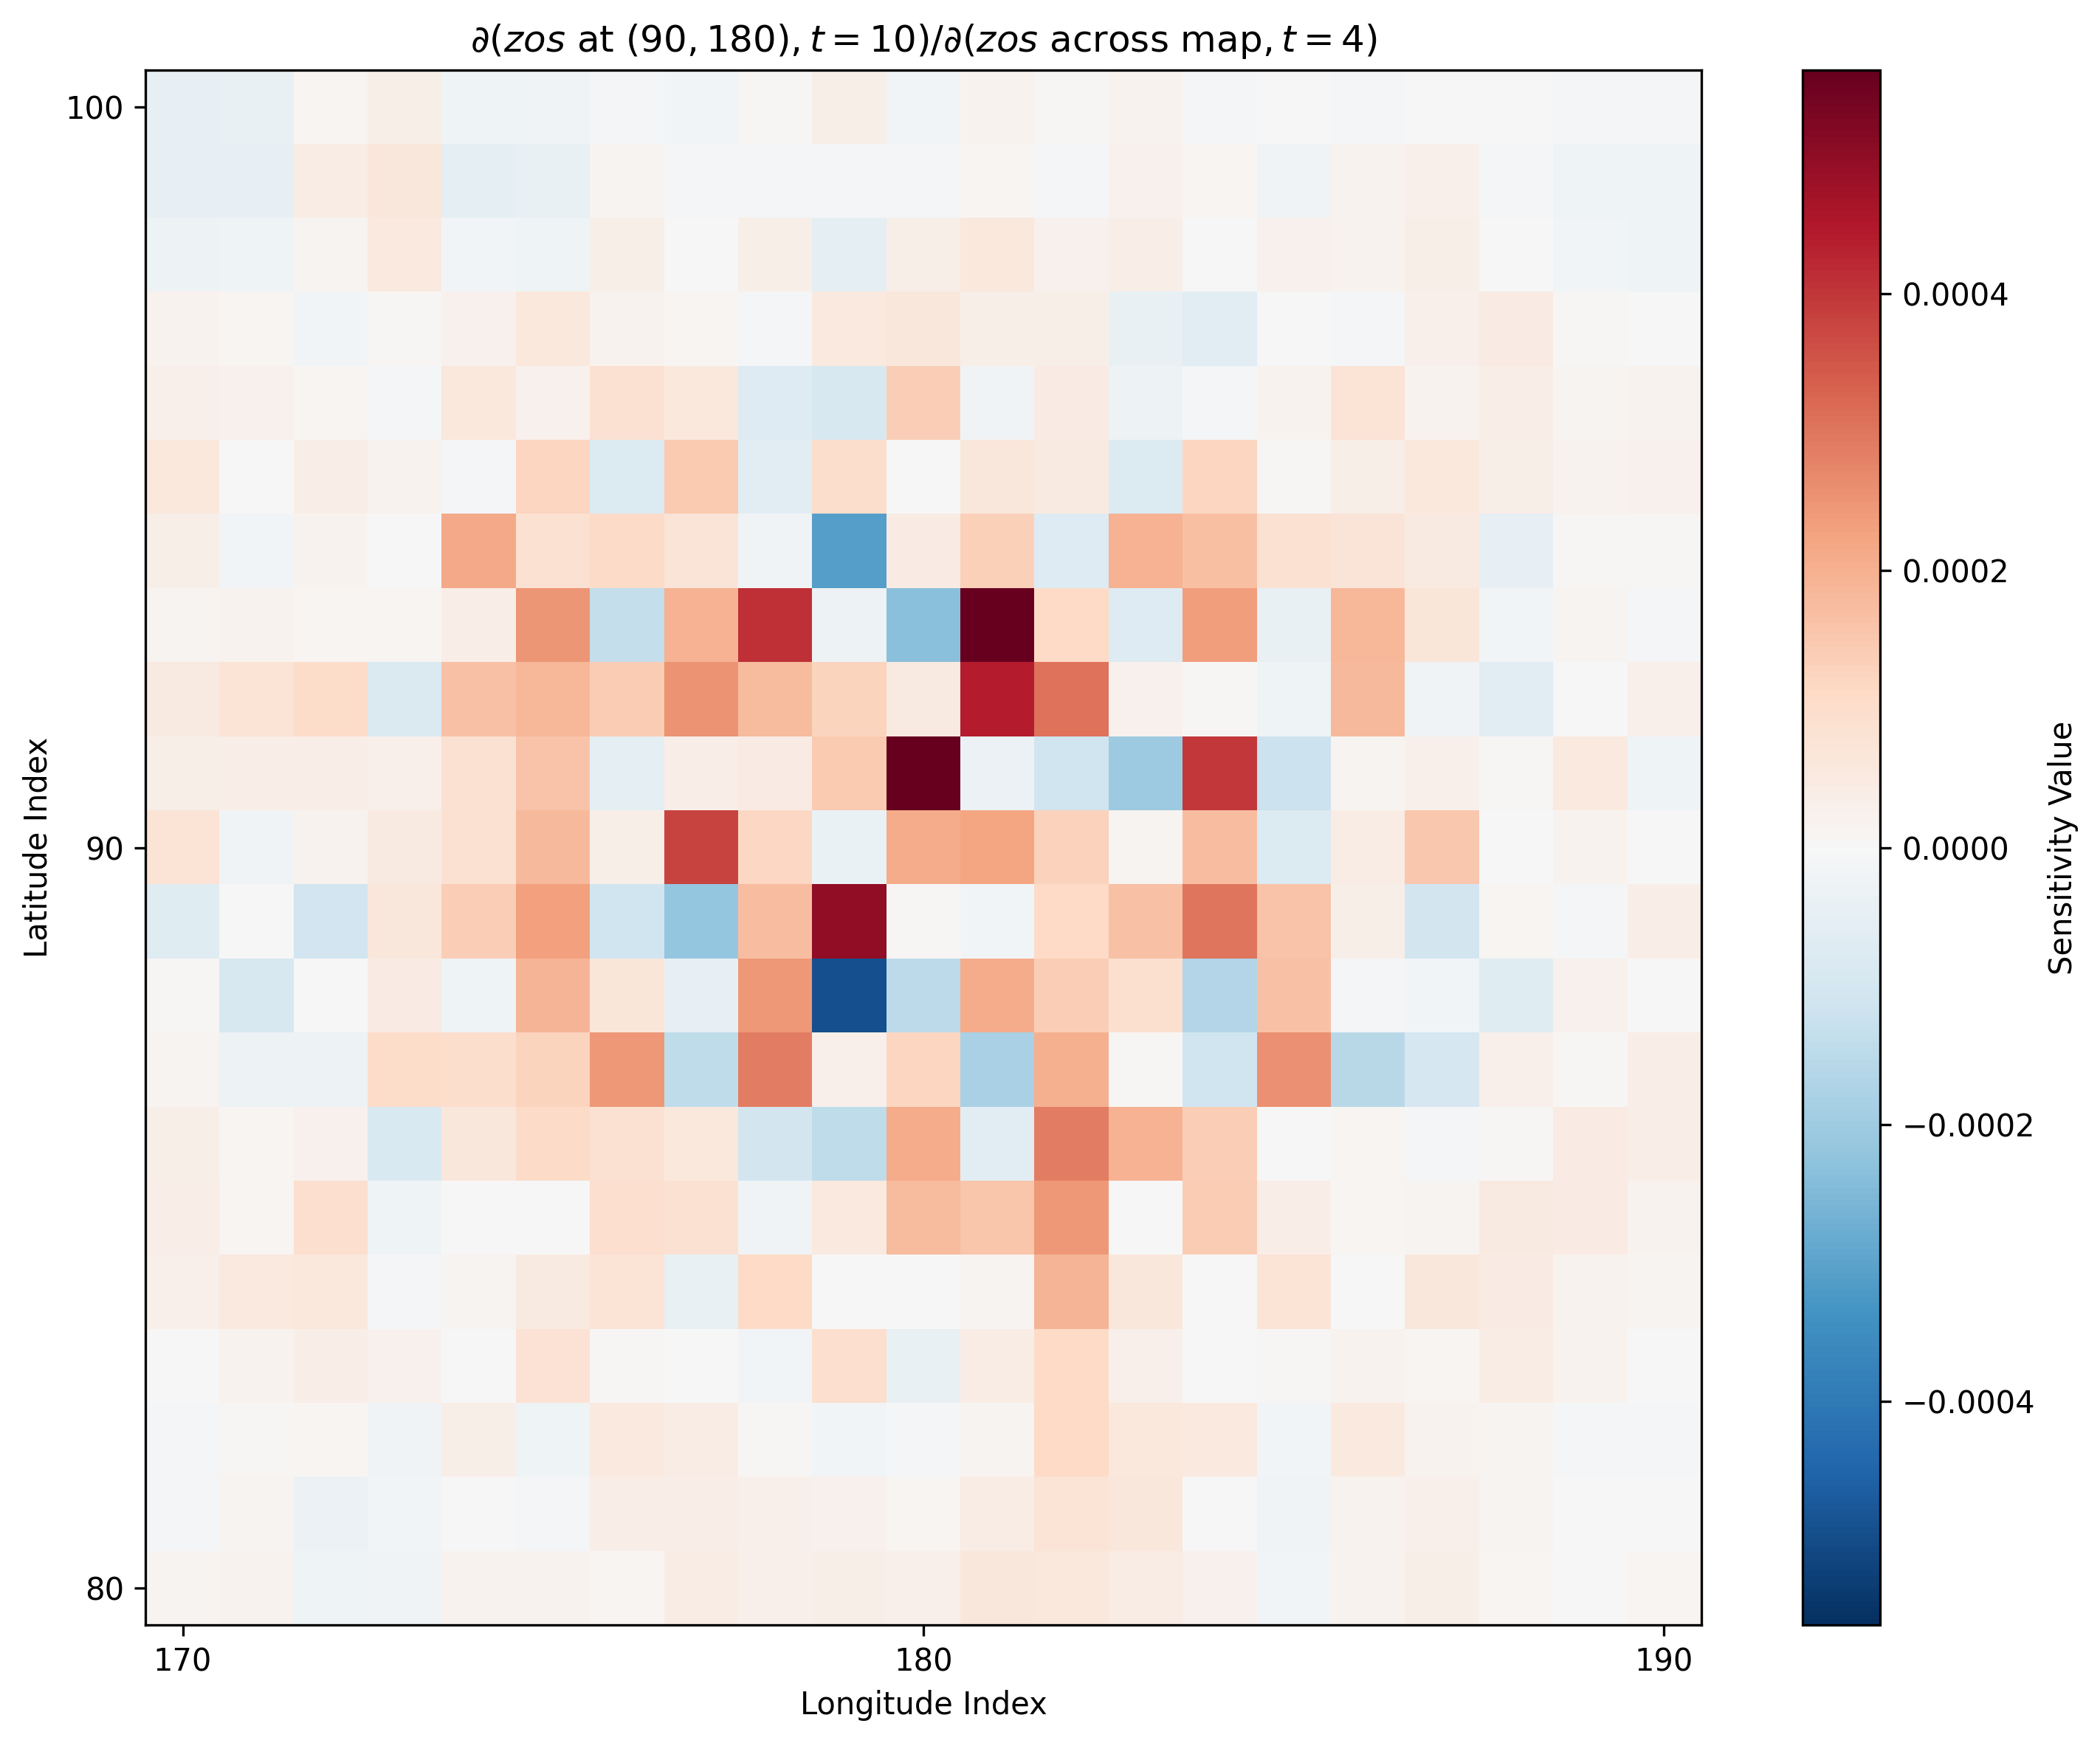 ∂(zos at (90, 180), t = 10)/∂(zos across map, t = 4)
100
90
80
Latitude Index
170
180
190
Longitude Index
0.0004
0.0002
0.0000
−0.0002
−0.0004
Sensitivity Value